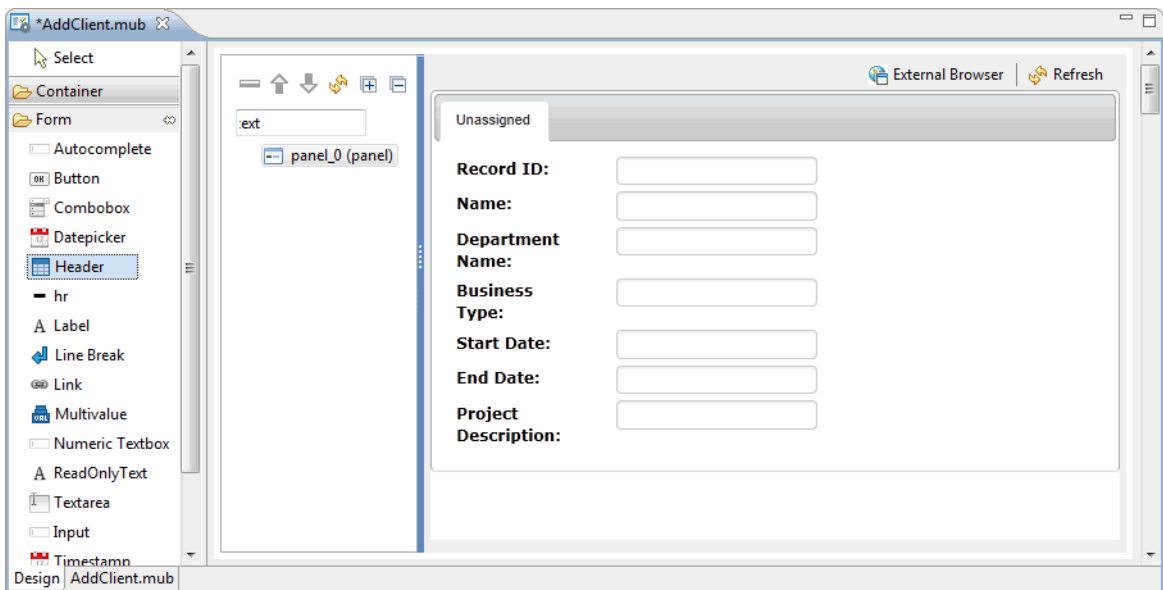 *AddClient.mub
Select
Container
Form
Autocomplete
OK Button
Combobox
Datepicker
Header
hr
A Label
Line Break
Link
VAL Multivalue
Numeric Textbox
A ReadOnlyText
Textarea
Input
Timestamp
Design AddClient.mub
:ext
panel_0 (panel)
External Browser Refresh
Unassigned
Record ID:
Name:
Department
Name:
Business
Type:
Start Date:
End Date:
Project
Description: